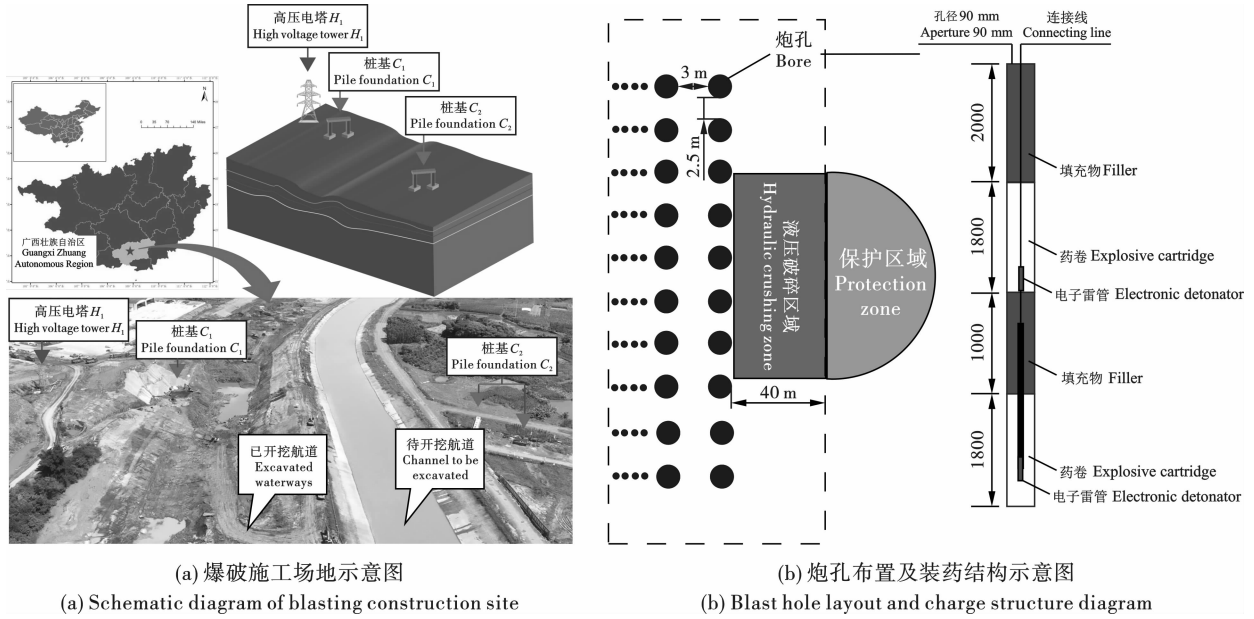 高压电塔H₁
High voltage tower H₁
桩基C₁
Pile foundation C₁
桩基C₂
Pile foundation C₂
N
广西壮族自治区
Guangxi Zhuang
Autonomous Region
高压电塔H₁
High voltage tower H₁
桩基C₁
Pile foundation C₁
桩基C₂
Pile foundation
C₂
已开挖航道
Excavated
waterways
待开挖航道
Channel to be
excavated
(a) 爆破施工场地示意图
(a) Schematic diagram of blasting construction site
炮孔
Bore
3 m
2.5 m
液压破碎区域
Hydraulic crushing zone
保护区域
Protection
zone
40 m
孔径90 mm
Aperture 90 mm
连接线
Connecting line
2000
填充物Filler
1800
药卷 Explosive cartridge
电子雷管 Electronic detonator
1000
填充物 Filler
1800
药卷 Explosive cartridge
电子雷管 Electronic detonator
(b) 炮孔布置及装药结构示意图
(b) Blast hole layout and charge structure diagram